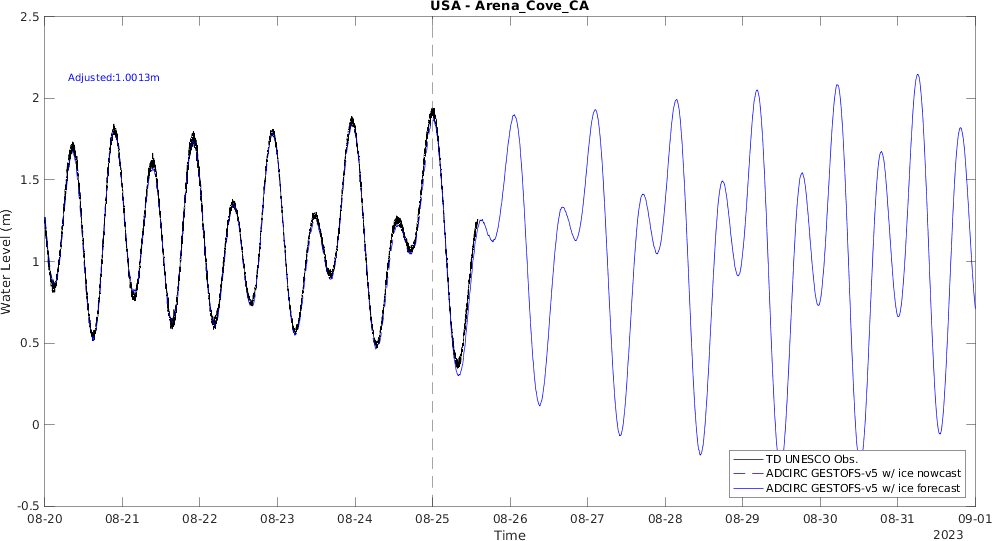 USA - Arena_Cove_CA
2.5
2
1.5
1
0.5
0
-0.5
Water Level (m)
Adjusted:1.0013m
TD UNESCO Obs.
ADCIRC GESTOFS-v5 w/ ice nowcast
ADCIRC GESTOFS-v5 w/ ice forecast
08-20 08-21 08-22 08-23 08-24 08-25 08-26 08-27 08-28 08-29 08-30 08-31 09-01
Time
2023